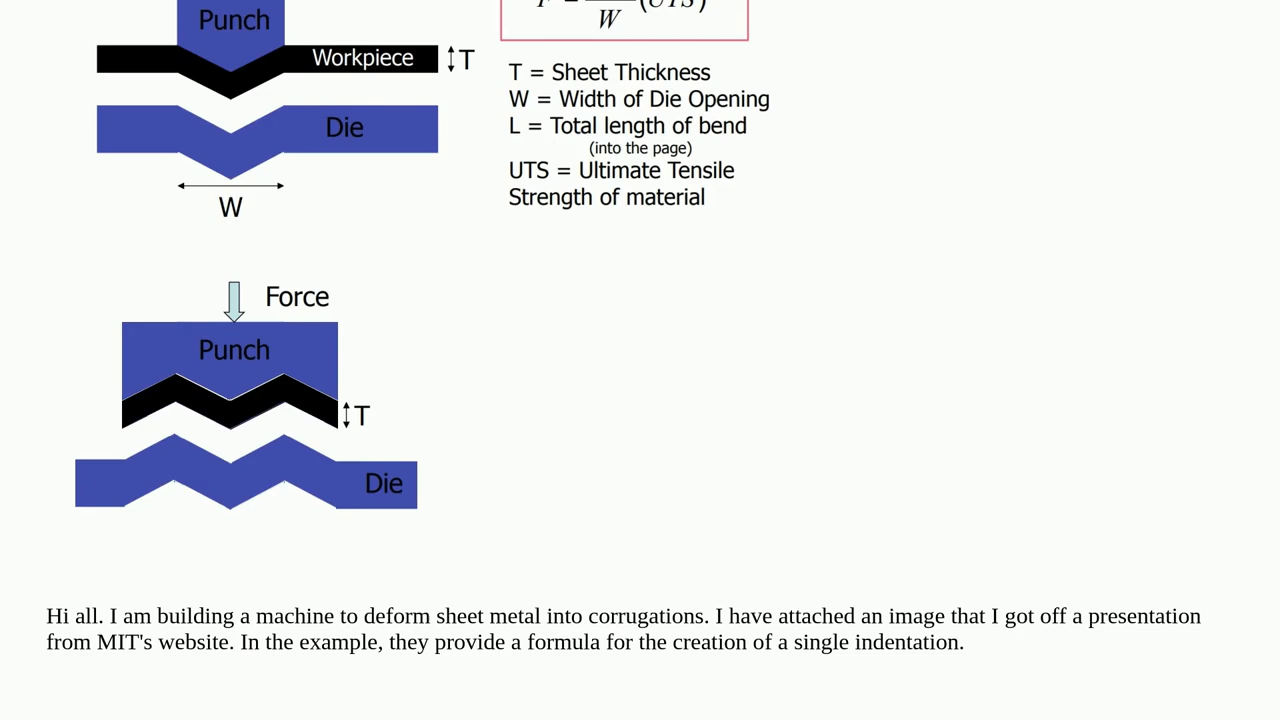 Punch
W
Workpiece
T
T = Sheet Thickness
W = Width of Die Opening
Die
L = Total length of bend
(into the page)
UTS = Ultimate Tensile
Strength of material
W
Force
Punch
T
Die
Hi all. I am building a machine to deform sheet metal into corrugations. I have attached an image that I got off a presentation
from MIT's website. In the example, they provide a formula for the creation of a single indentation.